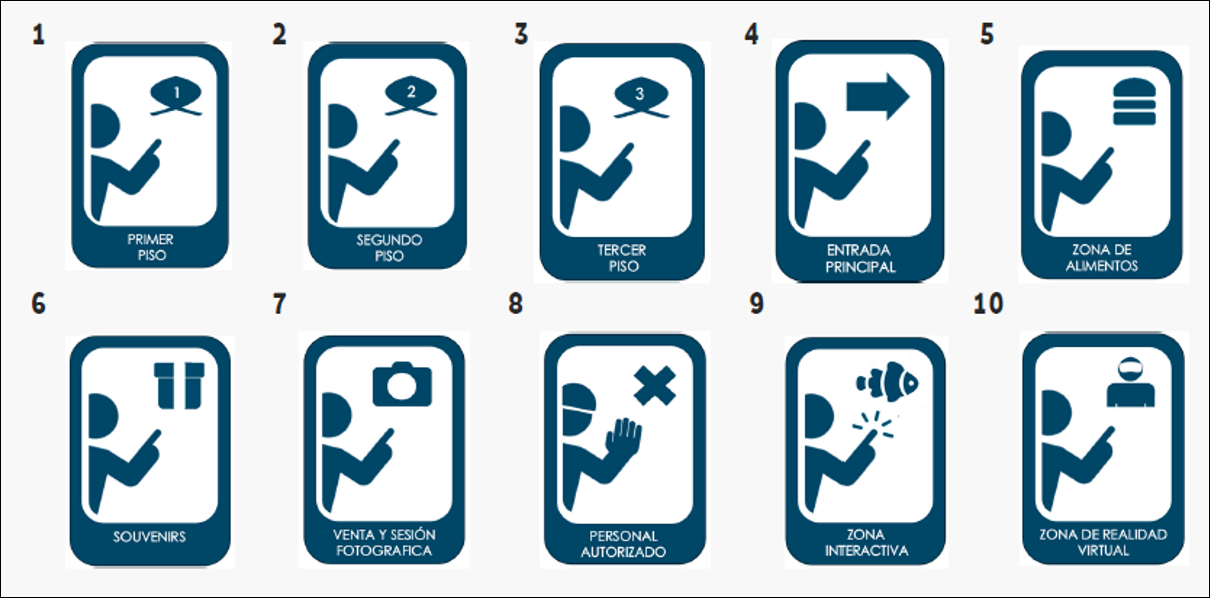 1 2 3 4 5
1 2 3
PRIMER
PISO
SEGUNDO
PISO
TERCER
PISO
ENTRADA
PRINCIPAL
ZONA DE
ALIMENTOS
6 7 8 9 10
SOUVENIRS
VENTA Y SESIÓN
FOTOGRAFICA
PERSONAL
AUTORIZADO
ZONA
INTERACTIVA
ZONA DE REALIDAD
VIRTUAL